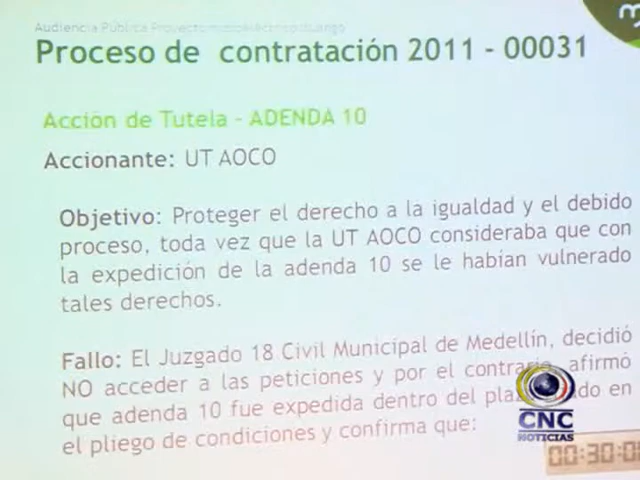 Audiencia Pública Proyecto
Proceso de contratación 2011 - 00031
Acción de Tutela - ADENDA 10
Accionante: UT AOCO
Objetivo: Proteger el derecho a la igualdad y el debido
proceso, toda vez que la UT AOCO consideraba que con
la expedición de la adenda 10 se le habían vulnerado
tales derechos.
Fallo: El Juzgado 18 Civil Municipal de Medellín, decidió
NO acceder a las peticiones y por el contrario, afirmó
que adenda 10 fue expedida dentro del en
el pliego de condiciones y confirma que:
CNC
NOTICIAS